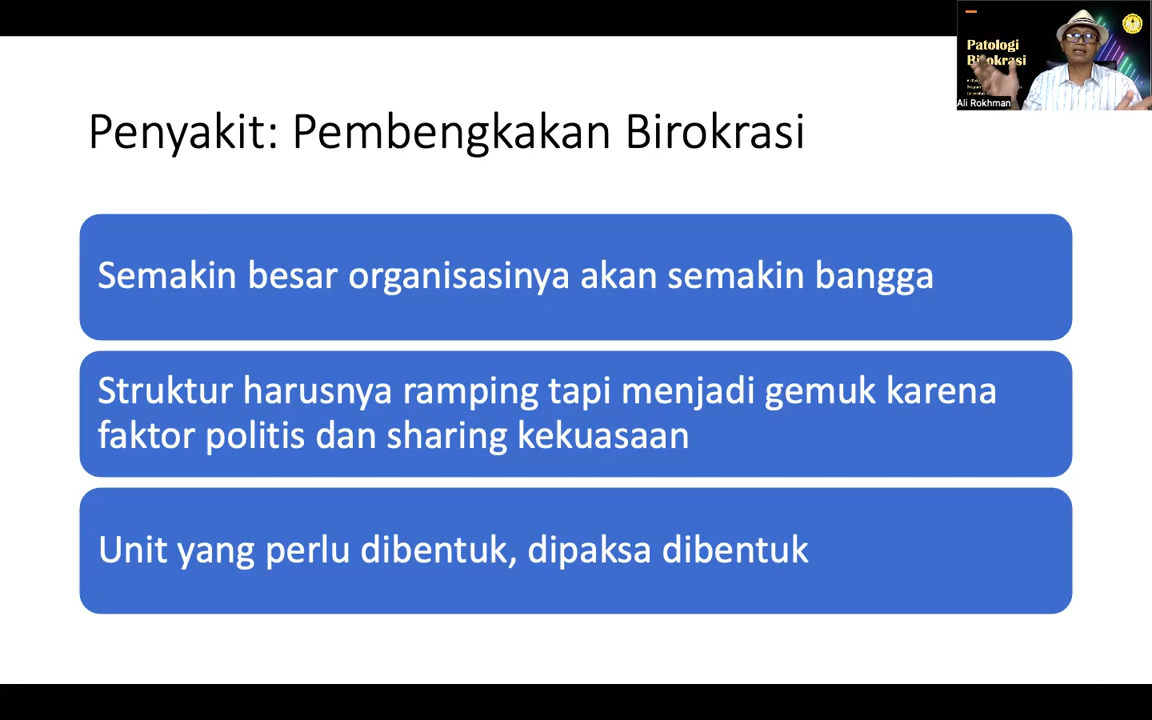 Patologi
Birokrasi
Ali Rokhman
Penyakit: Pembengkakan Birokrasi
Semakin besar organisasinya akan semakin bangga
Struktur harusnya ramping tapi menjadi gemuk karena
faktor politis dan sharing kekuasaan
Unit yang perlu dibentuk, dipaksa dibentuk